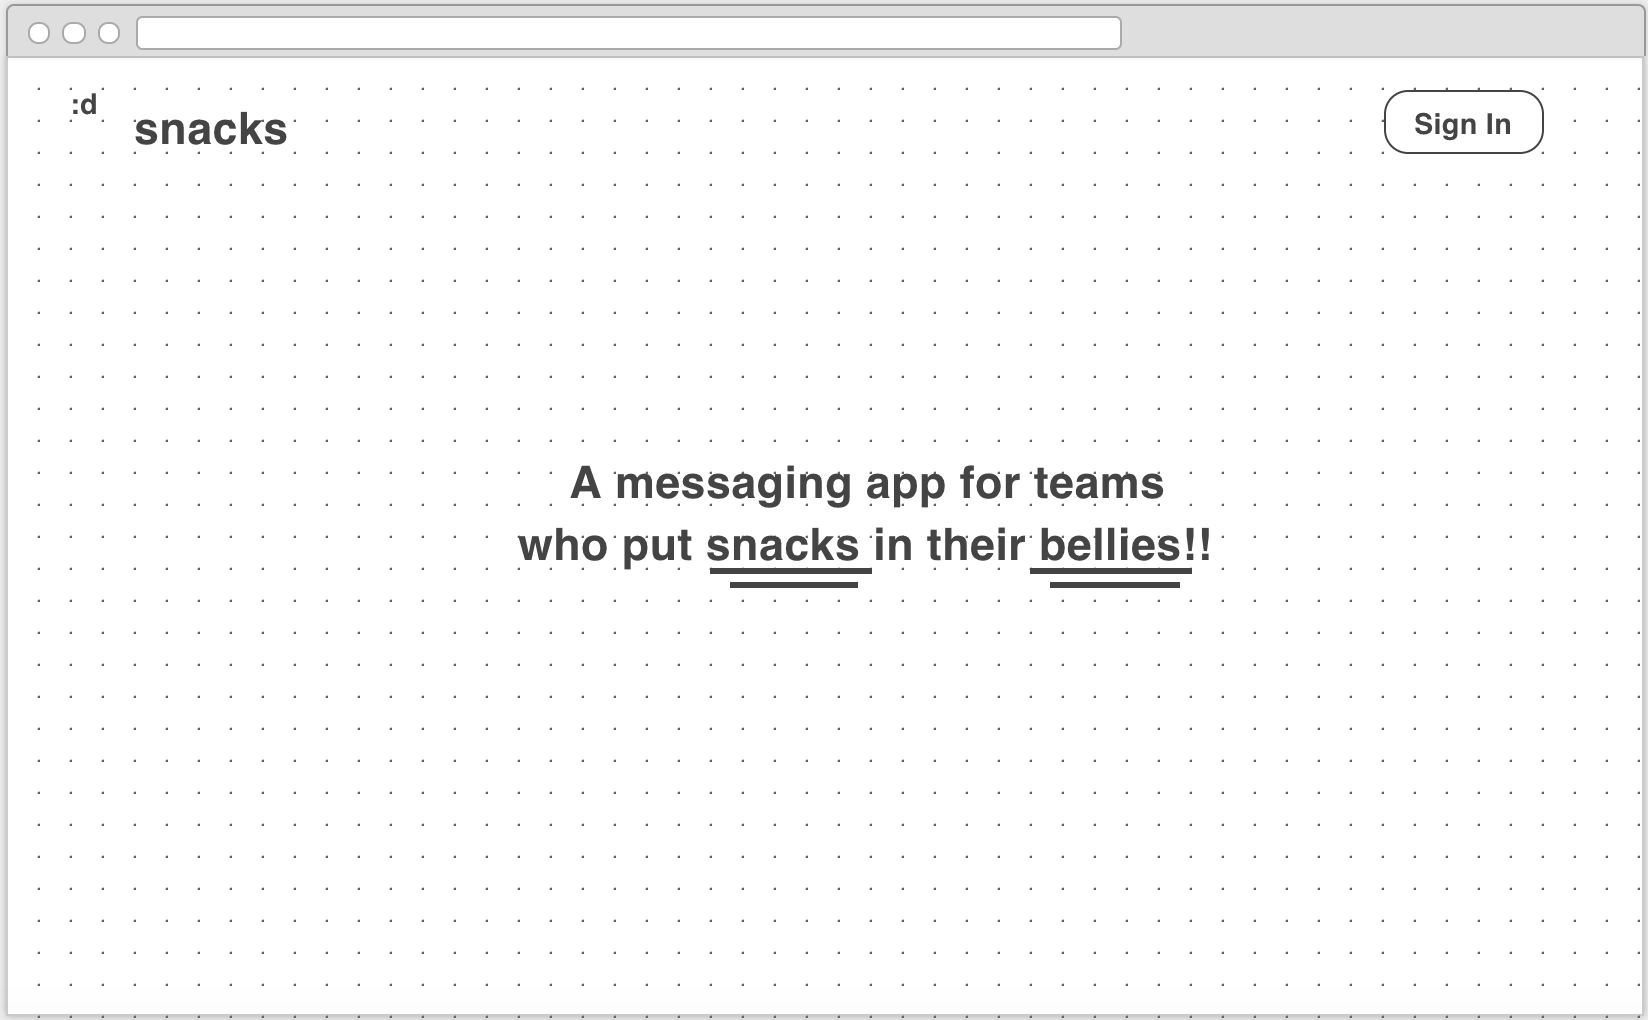 :d
snacks
Sign In
A messaging app for teams
who put snacks in their bellies!!